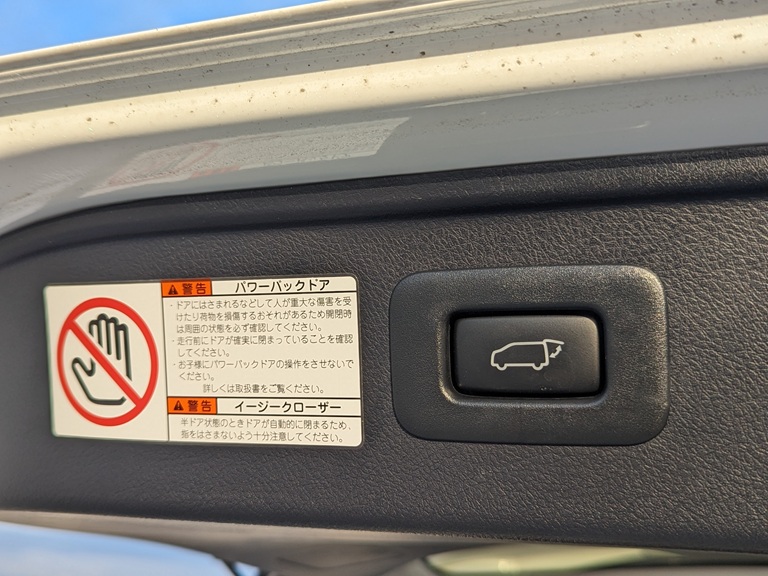 警告 パワーバックドア
・ドアにはさまれるなどして人が重大な傷害を受
けたり荷物を損傷するおそれがあるため開閉時
は周囲の状態を必ず確認してください。
・走行前にドアが確実に閉まっていることを確認
してください。
・お子様にパワーバックドアの操作をさせないで
ください。
詳しくは取扱書をご覧ください。
警告 イージークローザー
半ドア状態のときドアが自動的に閉まるため、
指をはさまないよう十分注意してください。